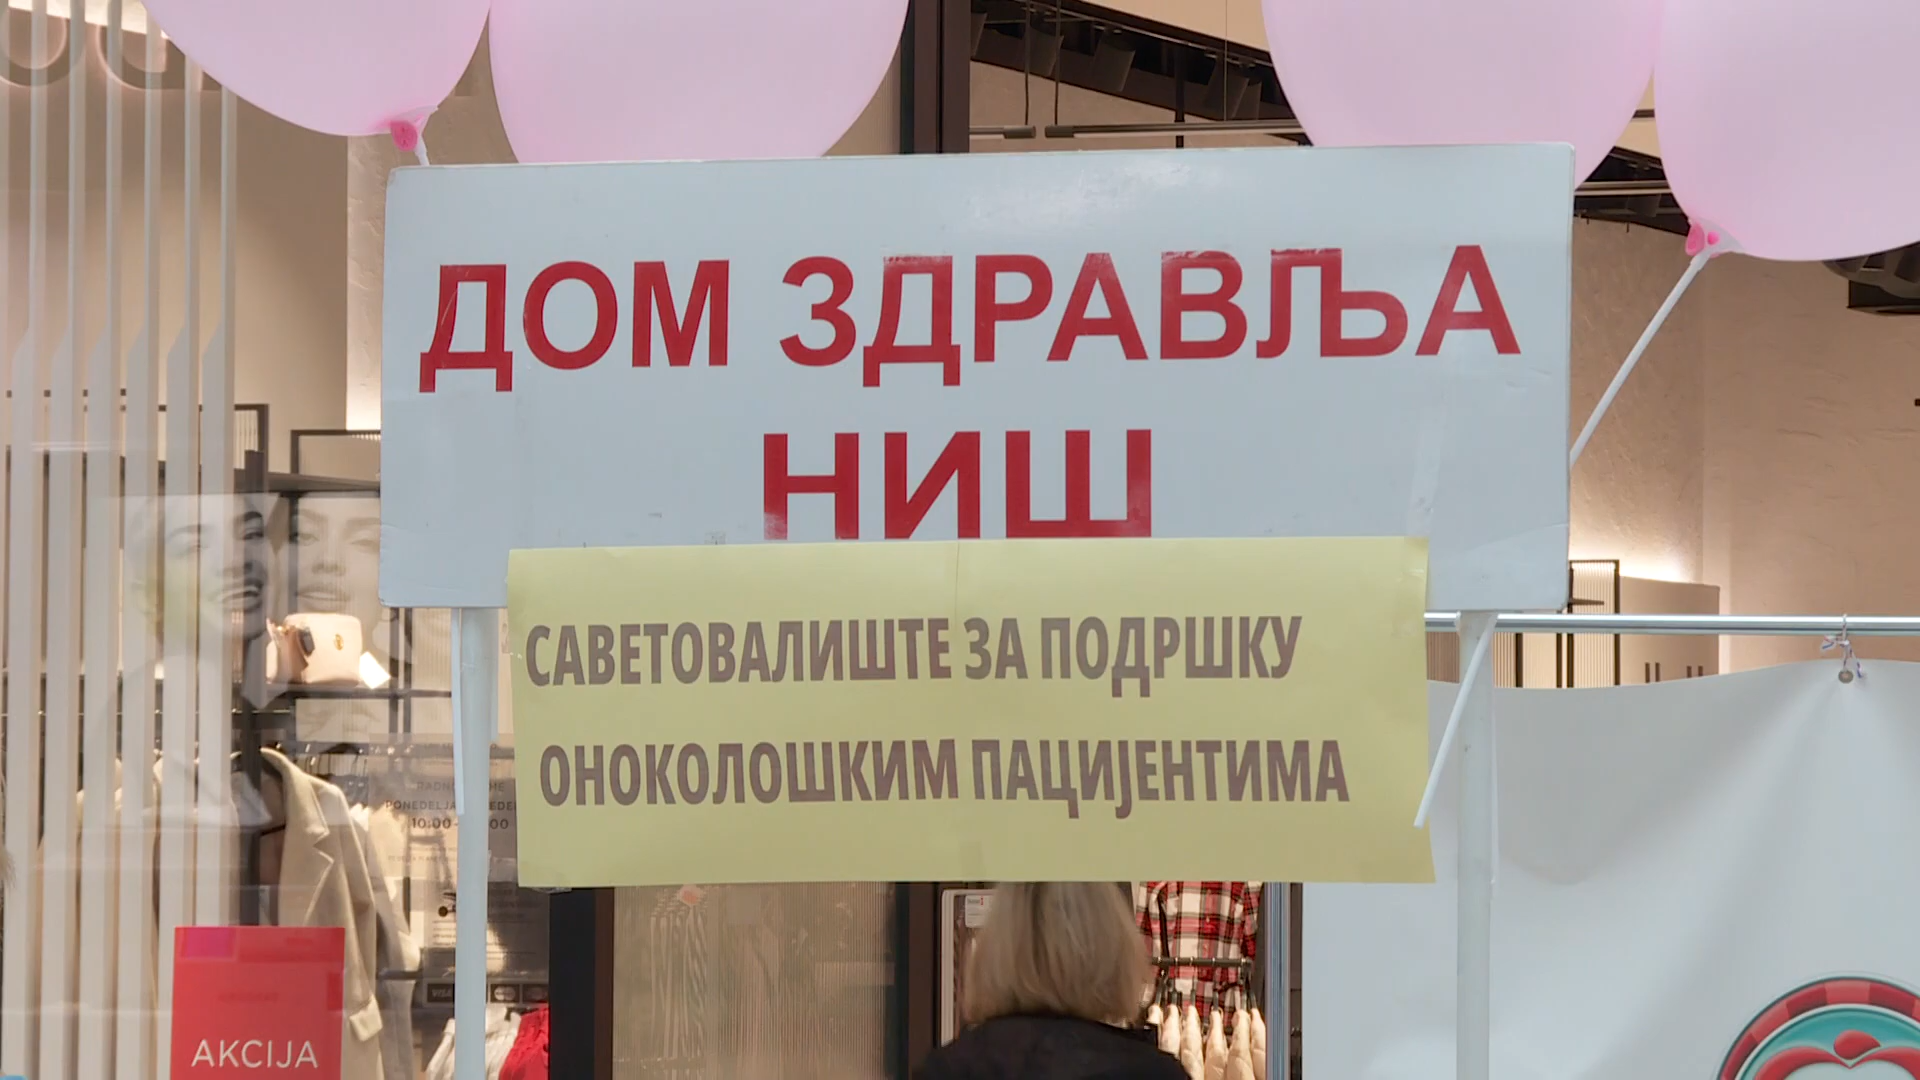 ДОМ ЗДРАВЉА
НИШ
САВЕТОВАЛИШТЕ ЗА ПОДРШКУ
ОНОКОЛОШКИМ ПАЦИЈЕНТИМА
AKCIJA